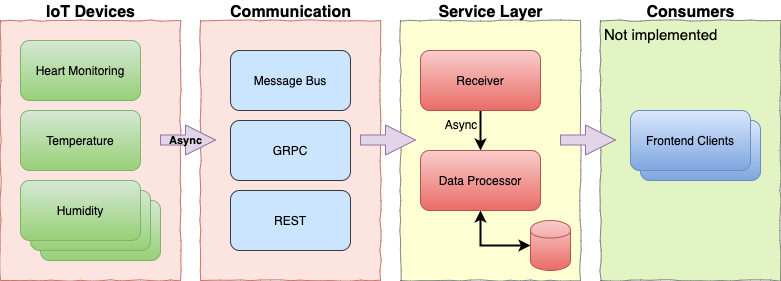 IoT Devices
Communication
Service Layer
Consumers
Not implemented
Heart Monitoring
Temperature
Humidity
Async
Message Bus
GRPC
REST
Receiver
Async
Data Processor
Frontend Clients